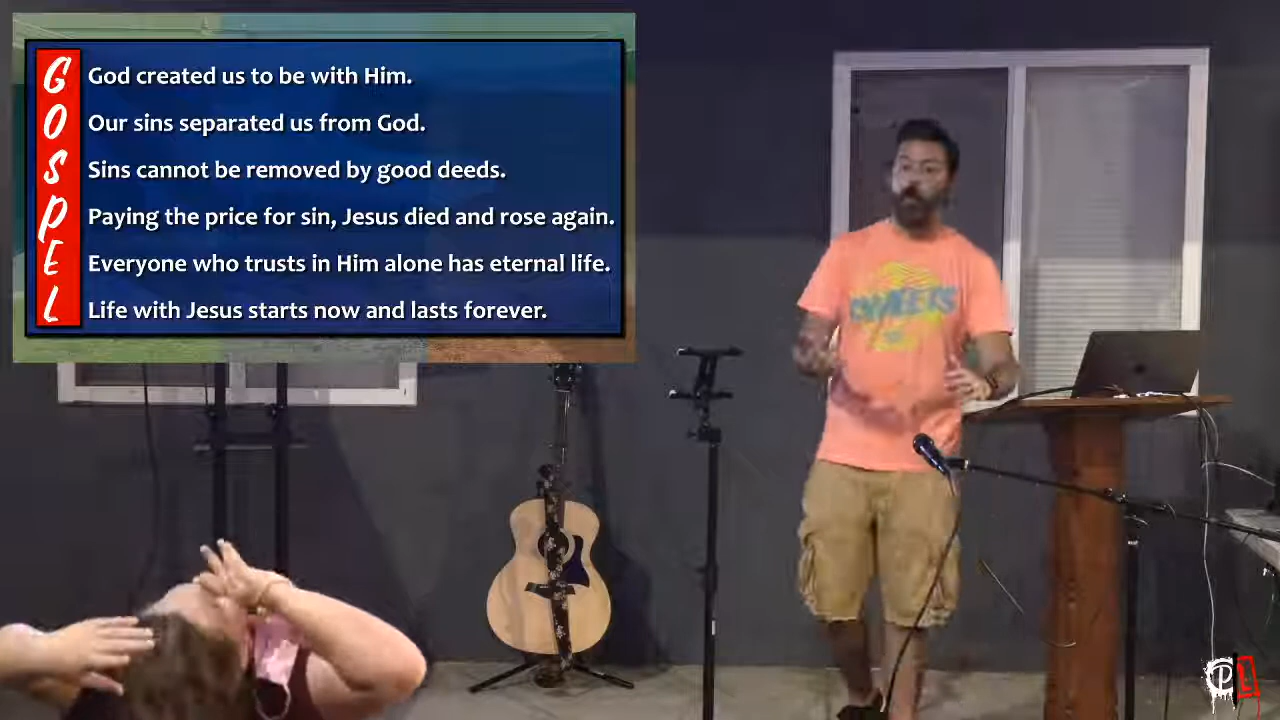 G God created us to be with Him.
O Our sins separated us from God.
S Sins cannot be removed by good deeds.
P Paying the price for sin, Jesus died and rose again.
E Everyone who trusts in Him alone has eternal life.
L Life with Jesus starts now and lasts forever.
PL